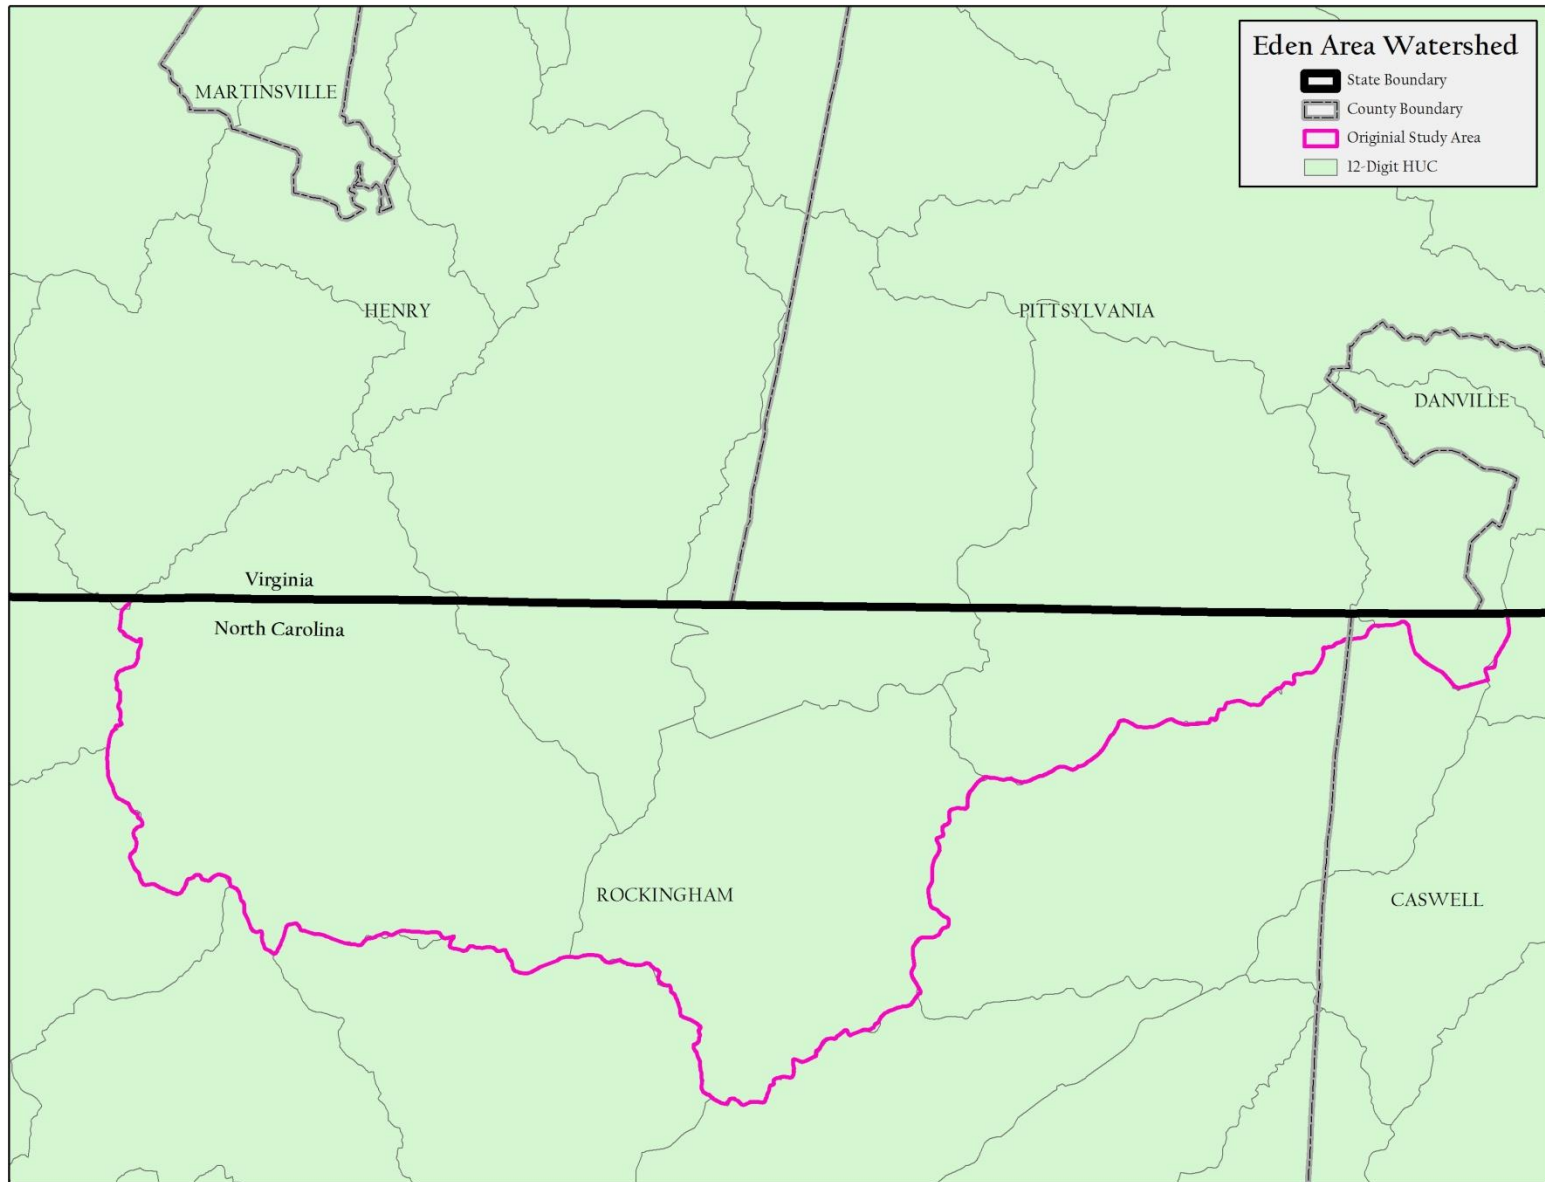 Eden Area Watershed
State Boundary
County Boundary
Originial Study Area
12-Digit HUC
MARTINSVILLE
HENRY
PITTSYLVANIA
DANVILLE
Virginia
North Carolina
ROCKINGHAM
CASWELL